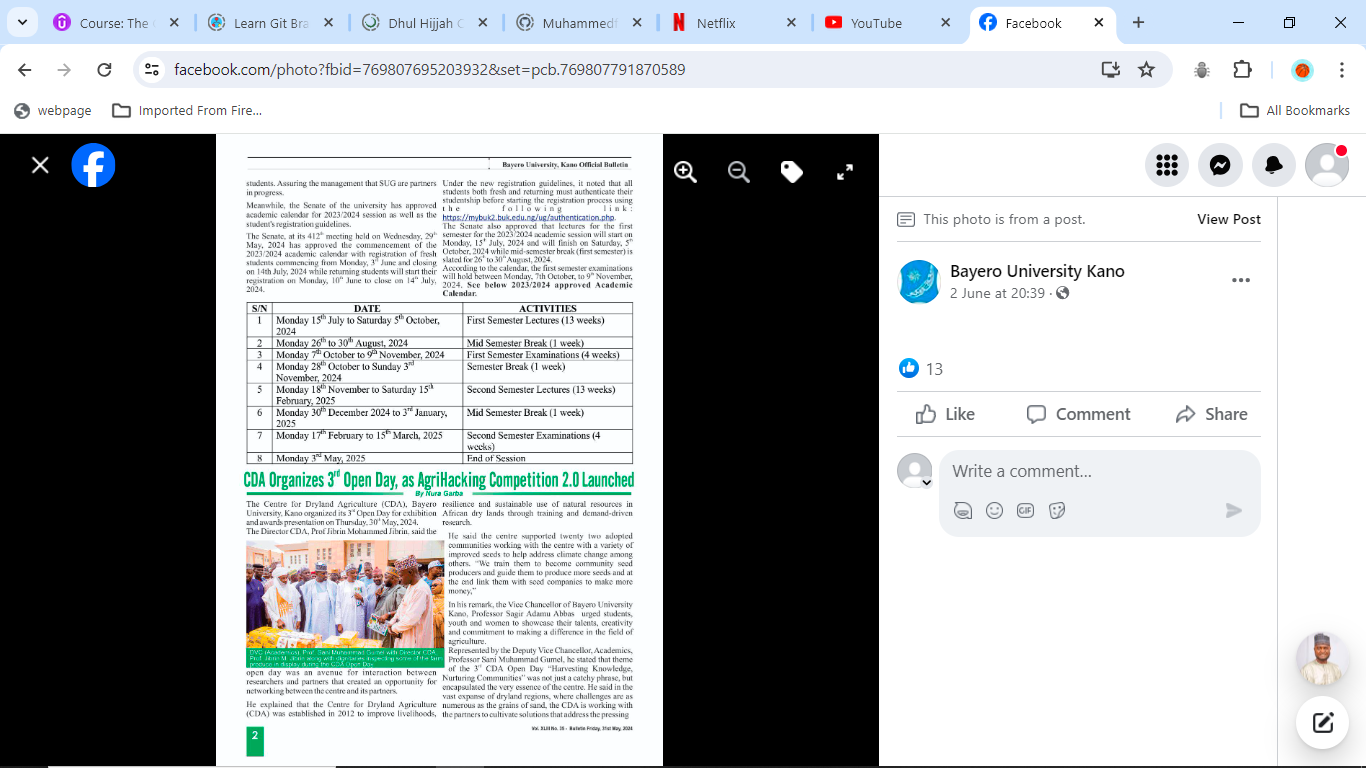 Course: The
Learn Git Bra
Dhul Hijjah C
Muhammedf
Netflix
YouTube
Facebook
facebook.com/photo?fbid=769807695203932&set=pcb.769807791870589
webpage
Imported From Fire...
All Bookmarks
Bayero University, Kano Official Bulletin
students. Assuring the management that SUG are partners
in progress.
Meanwhile, the Senate of the university has approved
academic calendar for 2023/2024 session as well as the
student's registration guidelines.
The Senate, at its 412th meeting held on Wednesday, 29th
May, 2024 has approved the commencement of the
2023/2024 academic calendar with registration of fresh
students commencing from Monday, 3rd June and closing
on 14th July, 2024 while returning students will start their
registration on Monday, 10th June to close on 14th July,
2024.
Under the new registration guidelines, it noted that all
students both fresh and returning must authenticate their
studentship before starting the registration process using
the following link:
https://mybuk2.buk.edu.ng/ug/authentication.php.
The Senate also approved that lectures for the first
semester for the 2023/2024 academic session will start on
Monday, 15th July, 2024 and will finish on Saturday, 5th
October, 2024 while mid-semester break (first semester) is
slated for 26th to 30th August, 2024.
According to the calendar, the first semester examinations
will hold between Monday, 7th October, to 9th November,
2024. See below 2023/2024 approved Academic
Calendar.
S/N DATE ACTIVITIES
1 Monday 15th July to Saturday 5th October, First Semester Lectures (13 weeks)
2024
2 Monday 26th to 30th August, 2024 Mid Semester Break (1 week)
3 Monday 7th October to 9th November, 2024 First Semester Examinations (4 weeks)
4 Monday 28th October to Sunday 3rd Semester Break (1 week)
November, 2024
5 Monday 18th November to Saturday 15th Second Semester Lectures (13 weeks)
February, 2025
6 Monday 30th December 2024 to 3rd January, Mid Semester Break (1 week)
2025
7 Monday 17th February to 15th March, 2025 Second Semester Examinations (4
weeks)
8 Monday 3rd May, 2025 End of Session
CDA Organizes 3rd Open Day, as AgriHacking Competition 2.0 Launched
By Nura Garba
The Centre for Dryland Agriculture (CDA), Bayero
University, Kano organized its 3rd Open Day for exhibition
and awards presentation on Thursday, 30th May, 2024.
The Director CDA, Prof Jibrin Mohammed Jibrin, said the
DVC (Academics), Prof. Sani Muhammad Gumel with Director CDA,
Prof. Jibrin M. Jibrin along with dignitaries inspecting some of the farm
produce in display during the CDA Open Day
open day was an avenue for interaction between
researchers and partners that created an opportunity for
networking between the centre and its partners.
He explained that the Centre for Dryland Agriculture
(CDA) was established in 2012 to improve livelihoods,
resilience and sustainable use of natural resources in
African dry lands through training and demand-driven
research.
He said the centre supported twenty two adopted
communities working with the centre with a variety of
improved seeds to help address climate change among
others. "We train them to become community seed
producers and guide them to produce more seeds and at
the end link them with seed companies to make more
money,"
In his remark, the Vice Chancellor of Bayero University
Kano, Professor Sagir Adamu Abbas urged students,
youth and women to showcase their talents, creativity
and commitment to making a difference in the field of
agriculture.
Represented by the Deputy Vice Chancellor, Academics,
Professor Sani Muhammad Gumel, he stated that theme
of the 3rd CDA Open Day "Harvesting Knowledge,
Nurturing Communities" was not just a catchy phrase, but
encapsulated the very essence of the centre. He said in the
vast expanse of dryland regions, where challenges are as
numerous as the grains of sand, the CDA is working with
the partners to cultivate solutions that address the pressing
2
Bulletin Friday, 31st May, 2024
This photo is from a post.
View Post
Bayero University Kano
2 June at 20:39 ·
13
Like
Comment
Share
Write a comment...
GIF